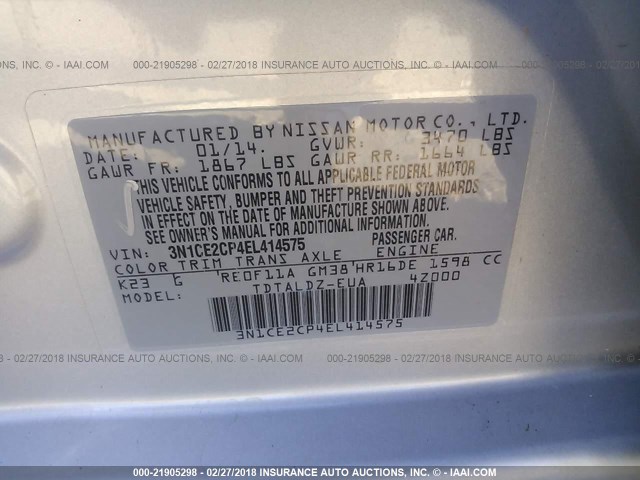 000-21905298 - 02/27/2018 - INSURANCE AUTO AUCTIONS, INC. © - IAAI.COM
MANUFACTURED BY NISSAN MOTOR CO., LTD.
DATE: 01/14. GVWR: 3470 LBS
GAWR FR: 1867 LBS GAWR RR: 1664 LBS
THIS VEHICLE CONFORMS TO ALL APPLICABLE FEDERAL MOTOR
VEHICLE SAFETY, BUMPER AND THEFT PREVENTION STANDARDS
IN EFFECT ON THE DATE OF MANUFACTURE SHOWN ABOVE.
SEE OWNER'S MANUAL FOR ADDITIONAL INFORMATION.
VIN: 3N1CE2CP4EL414575 PASSENGER CAR.
COLOR TRIM TRANS AXLE ENGINE
K23 G RE0F11A GM38 HR16DE 1598 CC
MODEL: TDTALDZ-EUA 4Z000
3N1CE2CP4EL414575
000-21905298 - 02/27/2018 - INSURANCE AUTO AUCTIONS, INC. © - IAAI.COM
000-21905298 - 02/27/2018 - INSURANCE AUTO AUCTIONS, INC. © - IAAI.COM